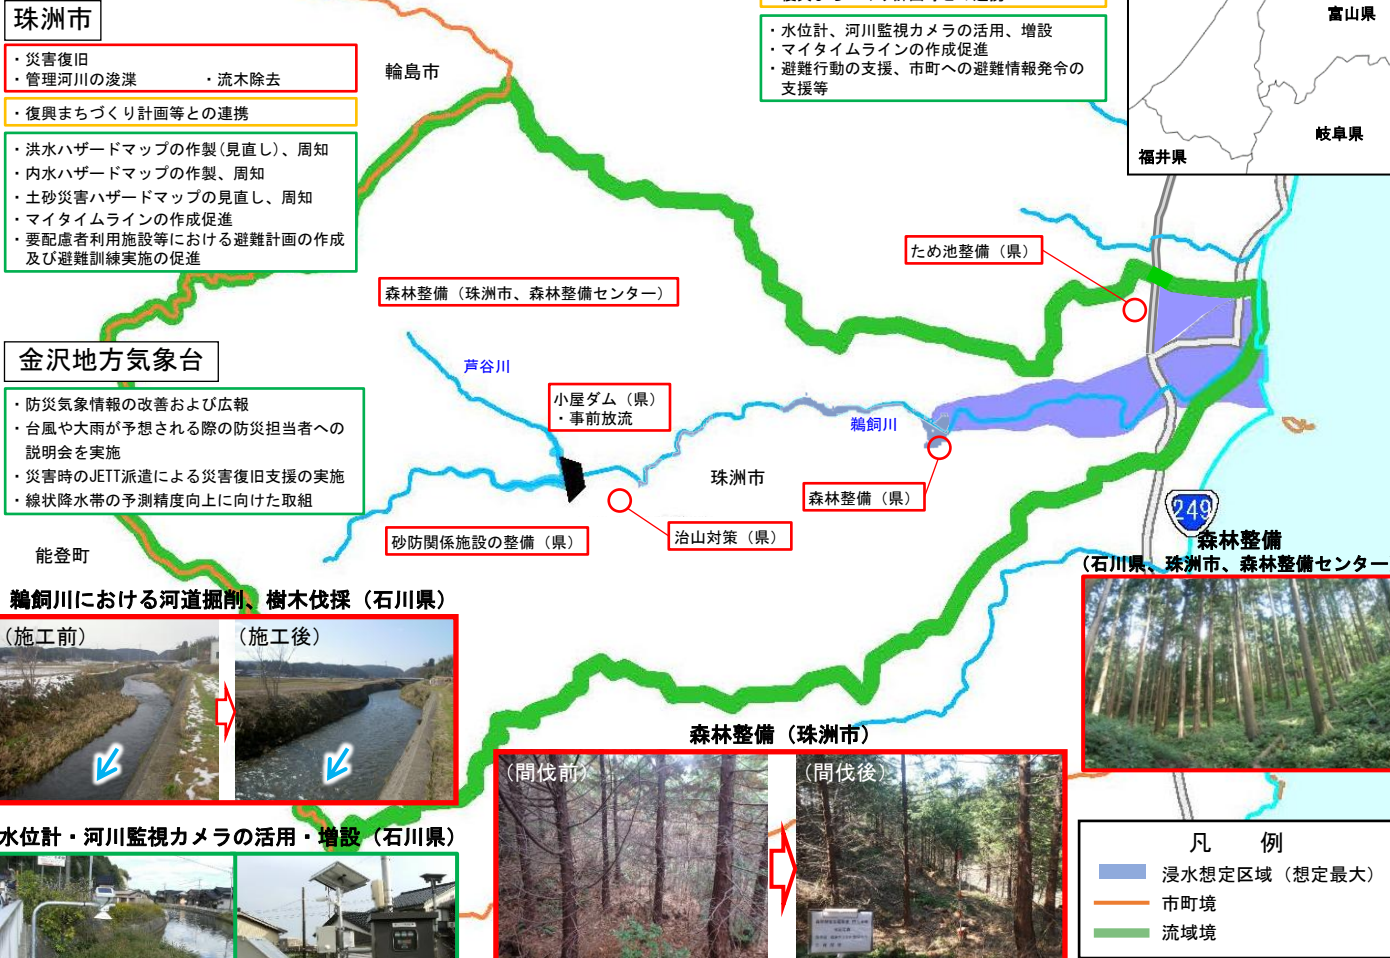 珠洲市
・災害復旧
・管理河川の浚渫　　・流木除去
・復興まちづくり計画等との連携
・洪水ハザードマップの作製(見直し)、周知
・内水ハザードマップの作製、周知
・土砂災害ハザードマップの見直し、周知
・マイタイムラインの作成促進
・要配慮者利用施設等における避難計画の作成
及び避難訓練実施の促進
輪島市
・水位計、河川監視カメラの活用、増設
・マイタイムラインの作成促進
・避難行動の支援、市町への避難情報発令の
支援等
富山県
岐阜県
福井県
ため池整備（県）
森林整備（珠洲市、森林整備センター）
金沢地方気象台
・防災気象情報の改善および広報
・台風や大雨が予想される際の防災担当者への
説明会を実施
・災害時のJETT派遣による災害復旧支援の実施
・線状降水帯の予測精度向上に向けた取組
芦谷川
小屋ダム（県）
・事前放流
鵜飼川
珠洲市
森林整備（県）
治山対策（県）
砂防関係施設の整備（県）
能登町
249
森林整備
（石川県、珠洲市、森林整備センター
鵜飼川における河道掘削、樹木伐採（石川県）
（施工前）
（施工後）
森林整備（珠洲市）
（間伐前）
（間伐後）
水位計・河川監視カメラの活用・増設（石川県）
凡　例
浸水想定区域（想定最大）
市町境
流域境